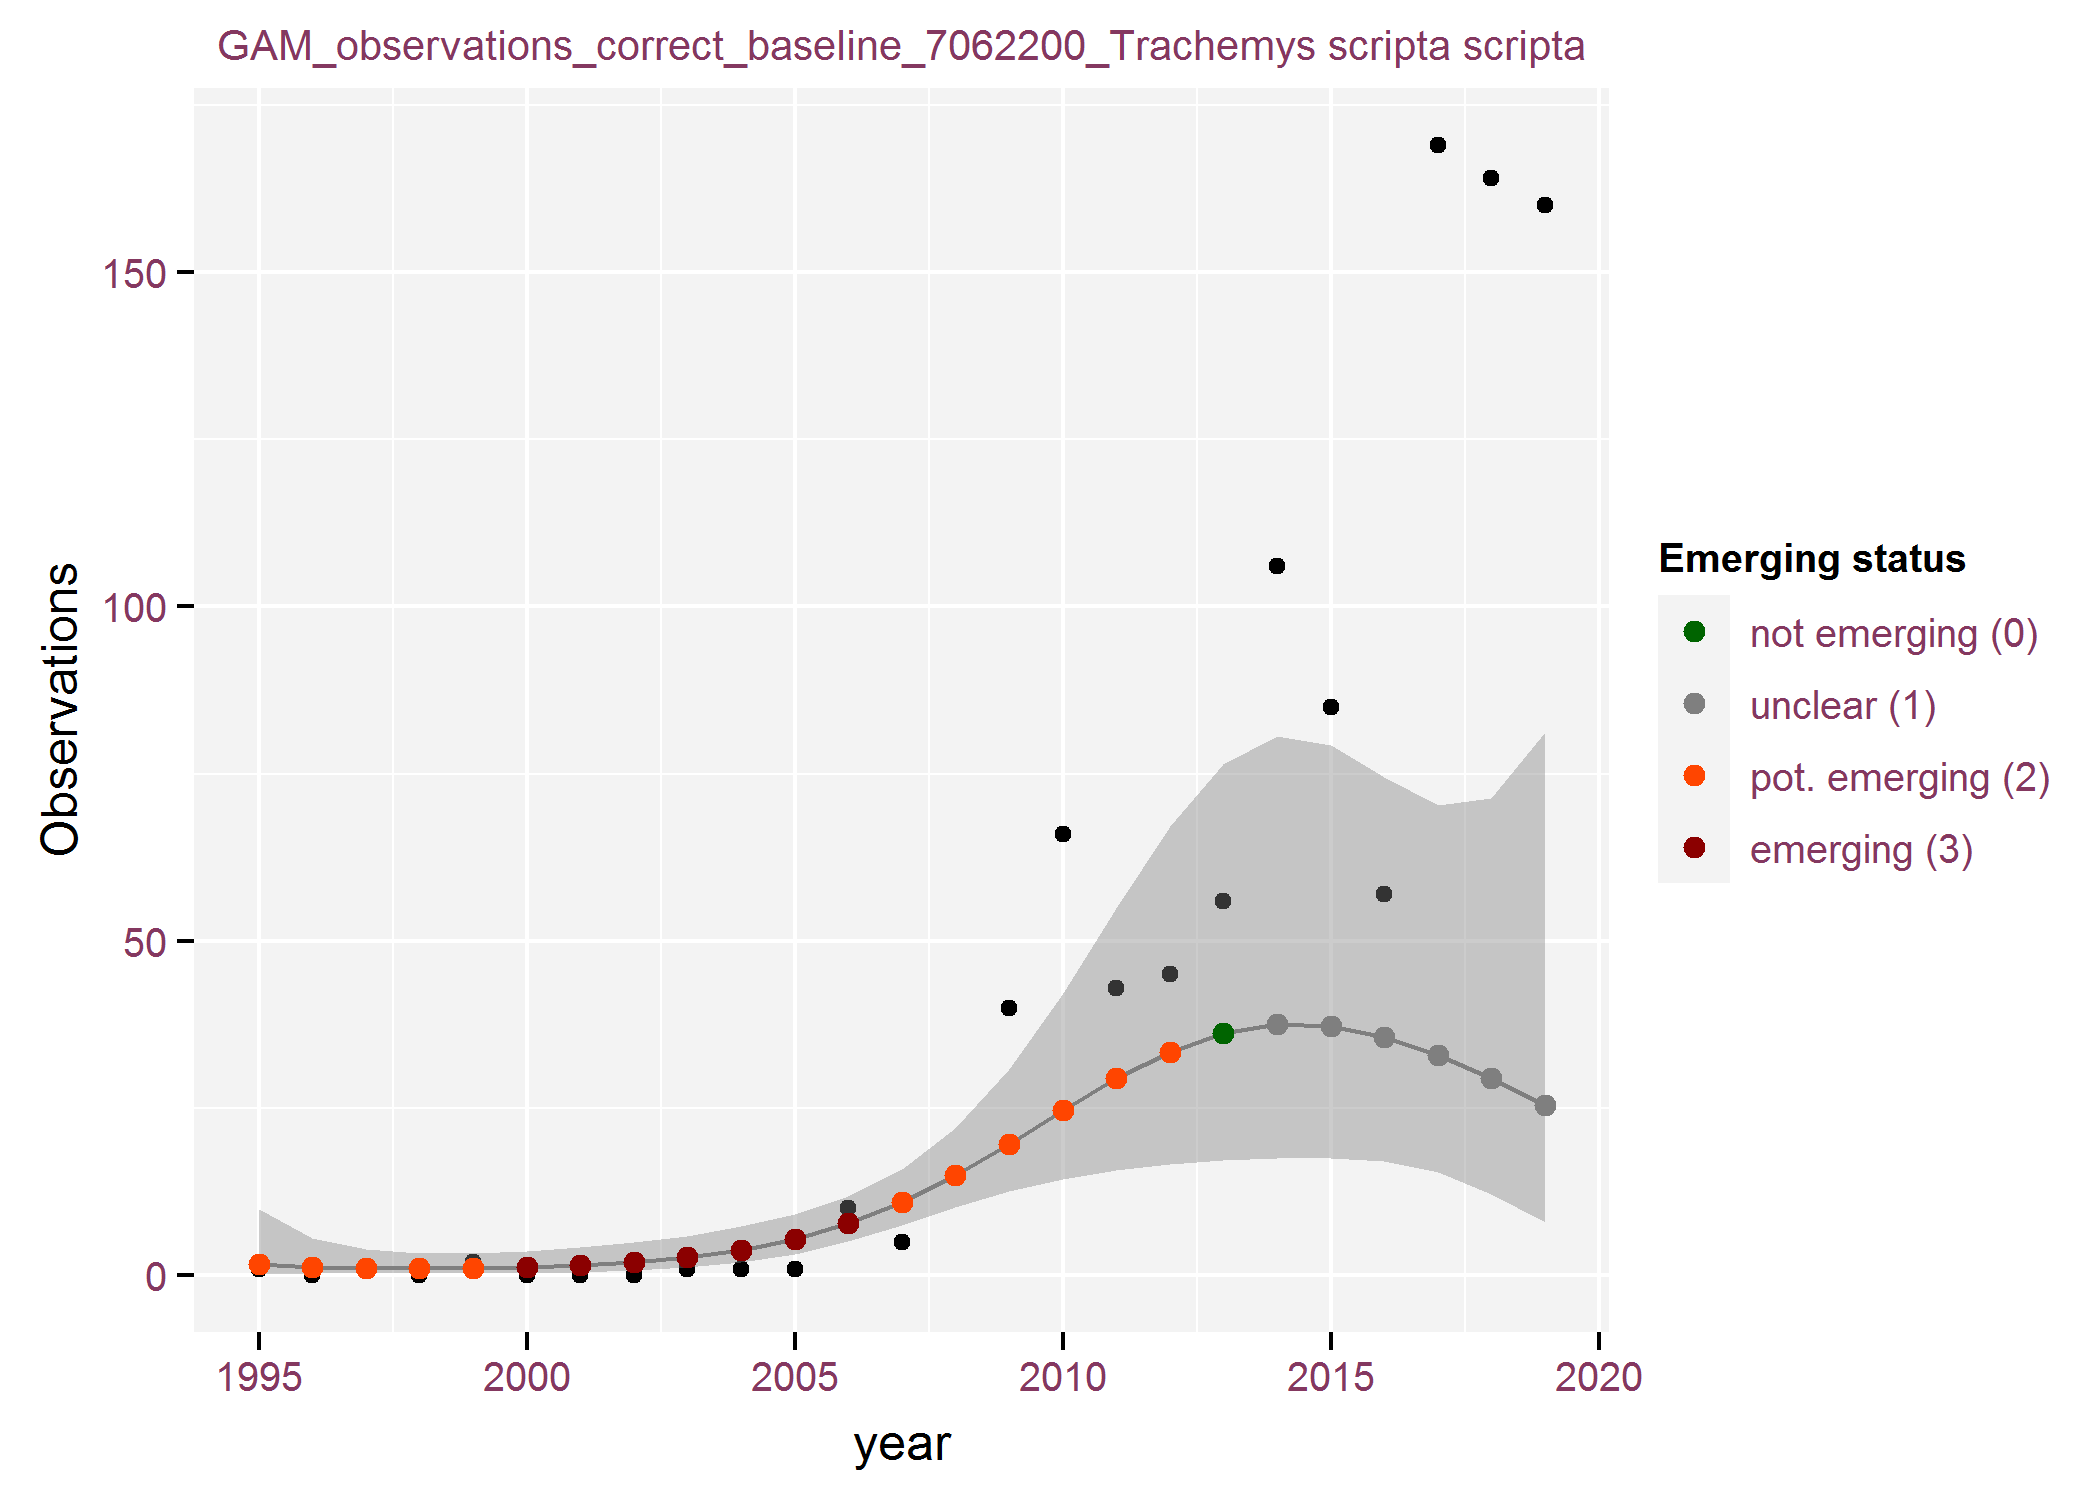 GAM_observations_correct_baseline_7062200_Trachemys scripta scripta
150
100
50
0
Observations
1995 2000 2005 2010 2015 2020
year
Emerging status
not emerging (0)
unclear (1)
pot. emerging (2)
emerging (3)